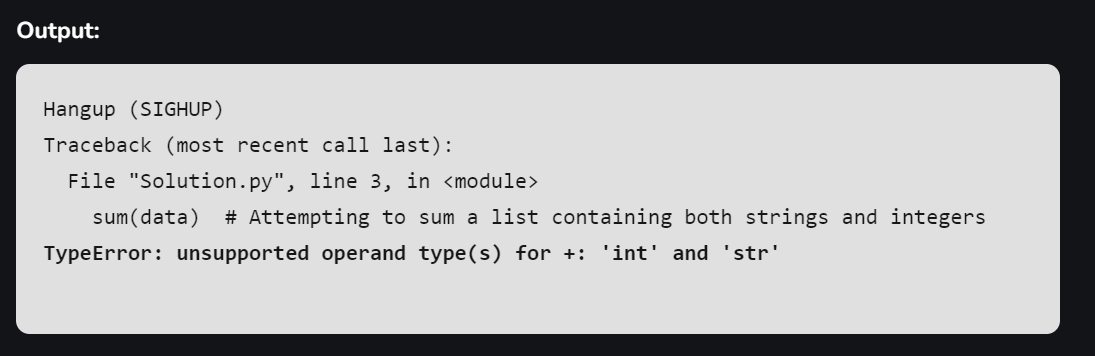 Output:
Hangup (SIGHUP)
Traceback (most recent call last):
  File "Solution.py", line 3, in <module>
    sum(data)  # Attempting to sum a list containing both strings and integers
TypeError: unsupported operand type(s) for +: 'int' and 'str'